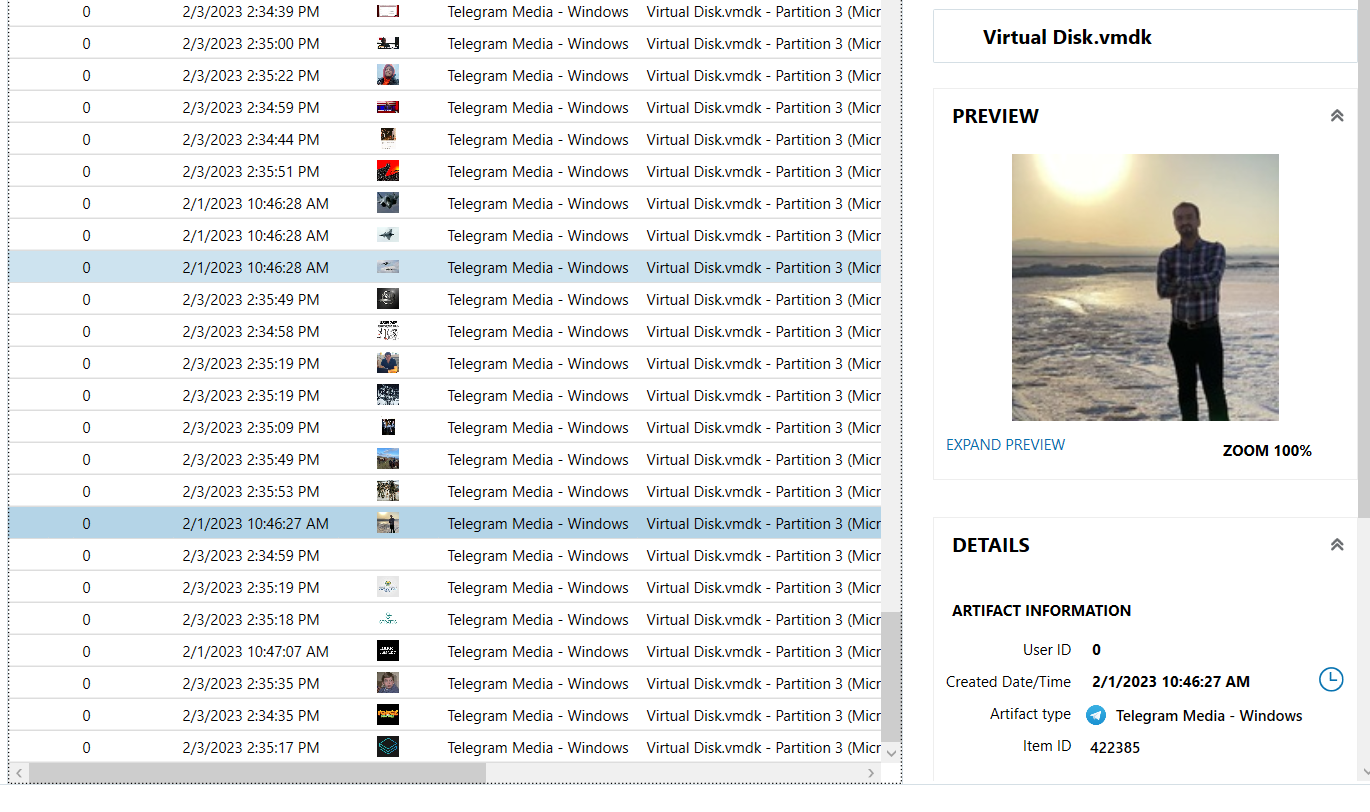 0 2/3/2023 2:34:39 PM Telegram Media - Windows Virtual Disk.vmdk - Partition 3 (Micr
0 2/3/2023 2:35:00 PM Telegram Media - Windows Virtual Disk.vmdk - Partition 3 (Micr
0 2/3/2023 2:35:22 PM Telegram Media - Windows Virtual Disk.vmdk - Partition 3 (Micr
0 2/3/2023 2:34:59 PM Telegram Media - Windows Virtual Disk.vmdk - Partition 3 (Micr
0 2/3/2023 2:34:44 PM Telegram Media - Windows Virtual Disk.vmdk - Partition 3 (Micr
0 2/3/2023 2:35:51 PM Telegram Media - Windows Virtual Disk.vmdk - Partition 3 (Micr
0 2/1/2023 10:46:28 AM Telegram Media - Windows Virtual Disk.vmdk - Partition 3 (Micr
0 2/1/2023 10:46:28 AM Telegram Media - Windows Virtual Disk.vmdk - Partition 3 (Micr
0 2/1/2023 10:46:28 AM Telegram Media - Windows Virtual Disk.vmdk - Partition 3 (Micr
0 2/3/2023 2:35:49 PM Telegram Media - Windows Virtual Disk.vmdk - Partition 3 (Micr
0 2/3/2023 2:34:58 PM Telegram Media - Windows Virtual Disk.vmdk - Partition 3 (Micr
0 2/3/2023 2:35:19 PM Telegram Media - Windows Virtual Disk.vmdk - Partition 3 (Micr
0 2/3/2023 2:35:19 PM Telegram Media - Windows Virtual Disk.vmdk - Partition 3 (Micr
0 2/3/2023 2:35:09 PM Telegram Media - Windows Virtual Disk.vmdk - Partition 3 (Micr
0 2/3/2023 2:35:49 PM Telegram Media - Windows Virtual Disk.vmdk - Partition 3 (Micr
0 2/3/2023 2:35:53 PM Telegram Media - Windows Virtual Disk.vmdk - Partition 3 (Micr
0 2/1/2023 10:46:27 AM Telegram Media - Windows Virtual Disk.vmdk - Partition 3 (Micr
0 2/3/2023 2:34:59 PM Telegram Media - Windows Virtual Disk.vmdk - Partition 3 (Micr
0 2/3/2023 2:35:19 PM Telegram Media - Windows Virtual Disk.vmdk - Partition 3 (Micr
0 2/3/2023 2:35:18 PM Telegram Media - Windows Virtual Disk.vmdk - Partition 3 (Micr
0 2/1/2023 10:47:07 AM Telegram Media - Windows Virtual Disk.vmdk - Partition 3 (Micr
0 2/3/2023 2:35:35 PM Telegram Media - Windows Virtual Disk.vmdk - Partition 3 (Micr
0 2/3/2023 2:34:35 PM Telegram Media - Windows Virtual Disk.vmdk - Partition 3 (Micr
0 2/3/2023 2:35:17 PM Telegram Media - Windows Virtual Disk.vmdk - Partition 3 (Micr
Virtual Disk.vmdk
PREVIEW
EXPAND PREVIEW ZOOM 100%
DETAILS
ARTIFACT INFORMATION
User ID 0
Created Date/Time 2/1/2023 10:46:27 AM
Artifact type Telegram Media - Windows
Item ID 422385